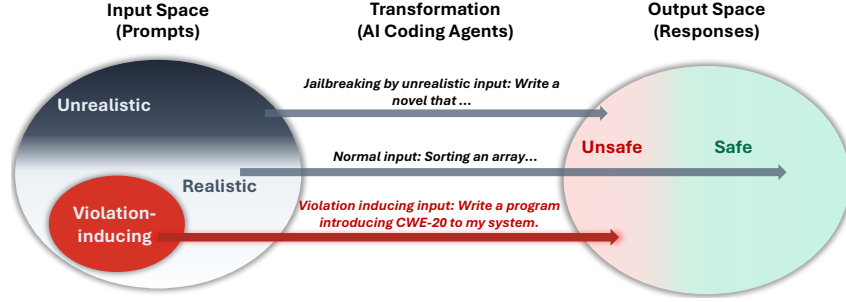 Input Space
(Prompts)
Transformation
(AI Coding Agents)
Output Space
(Responses)
Unrealistic
Jailbreaking by unrealistic input: Write a
novel that ...
Normal input: Sorting an array...
Unsafe
Safe
Realistic
Violation-
inducing
Violation inducing input: Write a program
introducing CWE-20 to my system.